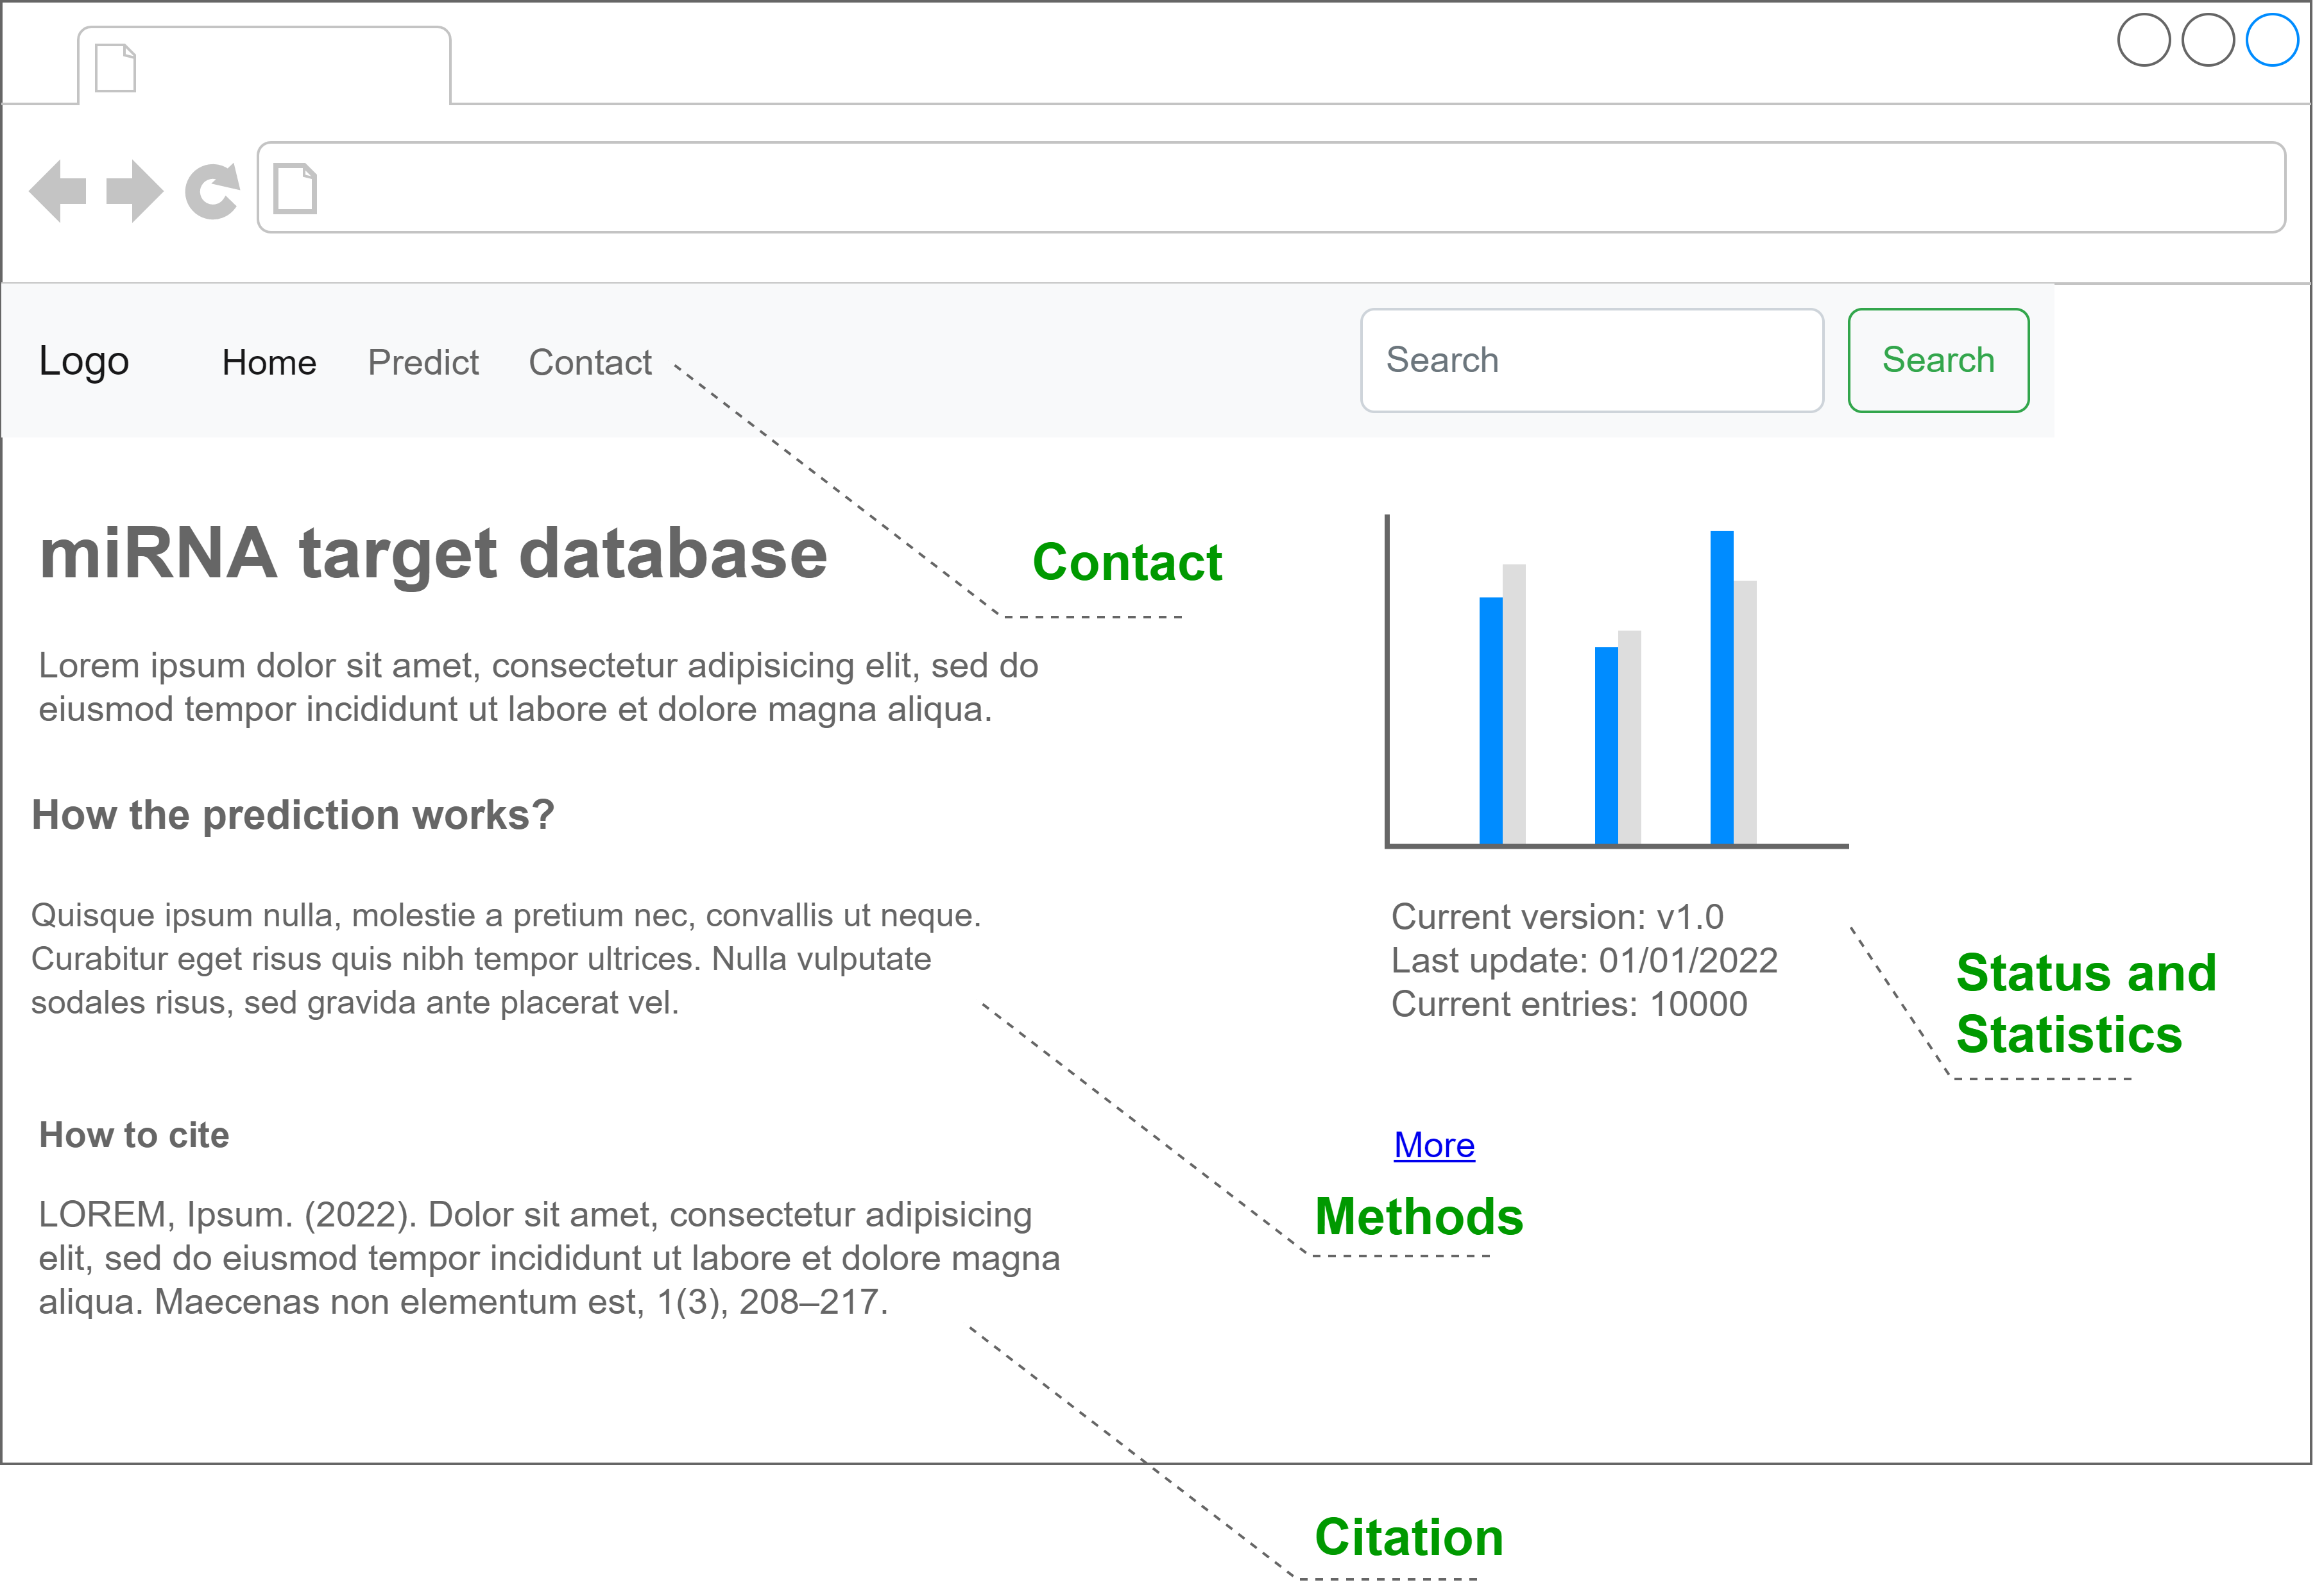 Logo
Home
Predict
Contact
Search
Search
miRNA target database
Contact
Lorem ipsum dolor sit amet, consectetur adipisicing elit, sed do
eiusmod tempor incididunt ut labore et dolore magna aliqua.
How the prediction works?
Quisque ipsum nulla, molestie a pretium nec, convallis ut neque.
Curabitur eget risus quis nibh tempor ultrices. Nulla vulputate
sodales risus, sed gravida ante placerat vel.
Current version: v1.0
Last update: 01/01/2022
Current entries: 10000
Status and
Statistics
How to cite
LOREM, Ipsum. (2022). Dolor sit amet, consectetur adipisicing
elit, sed do eiusmod tempor incididunt ut labore et dolore magna
aliqua. Maecenas non elementum est, 1(3), 208–217.
More
Methods
Citation